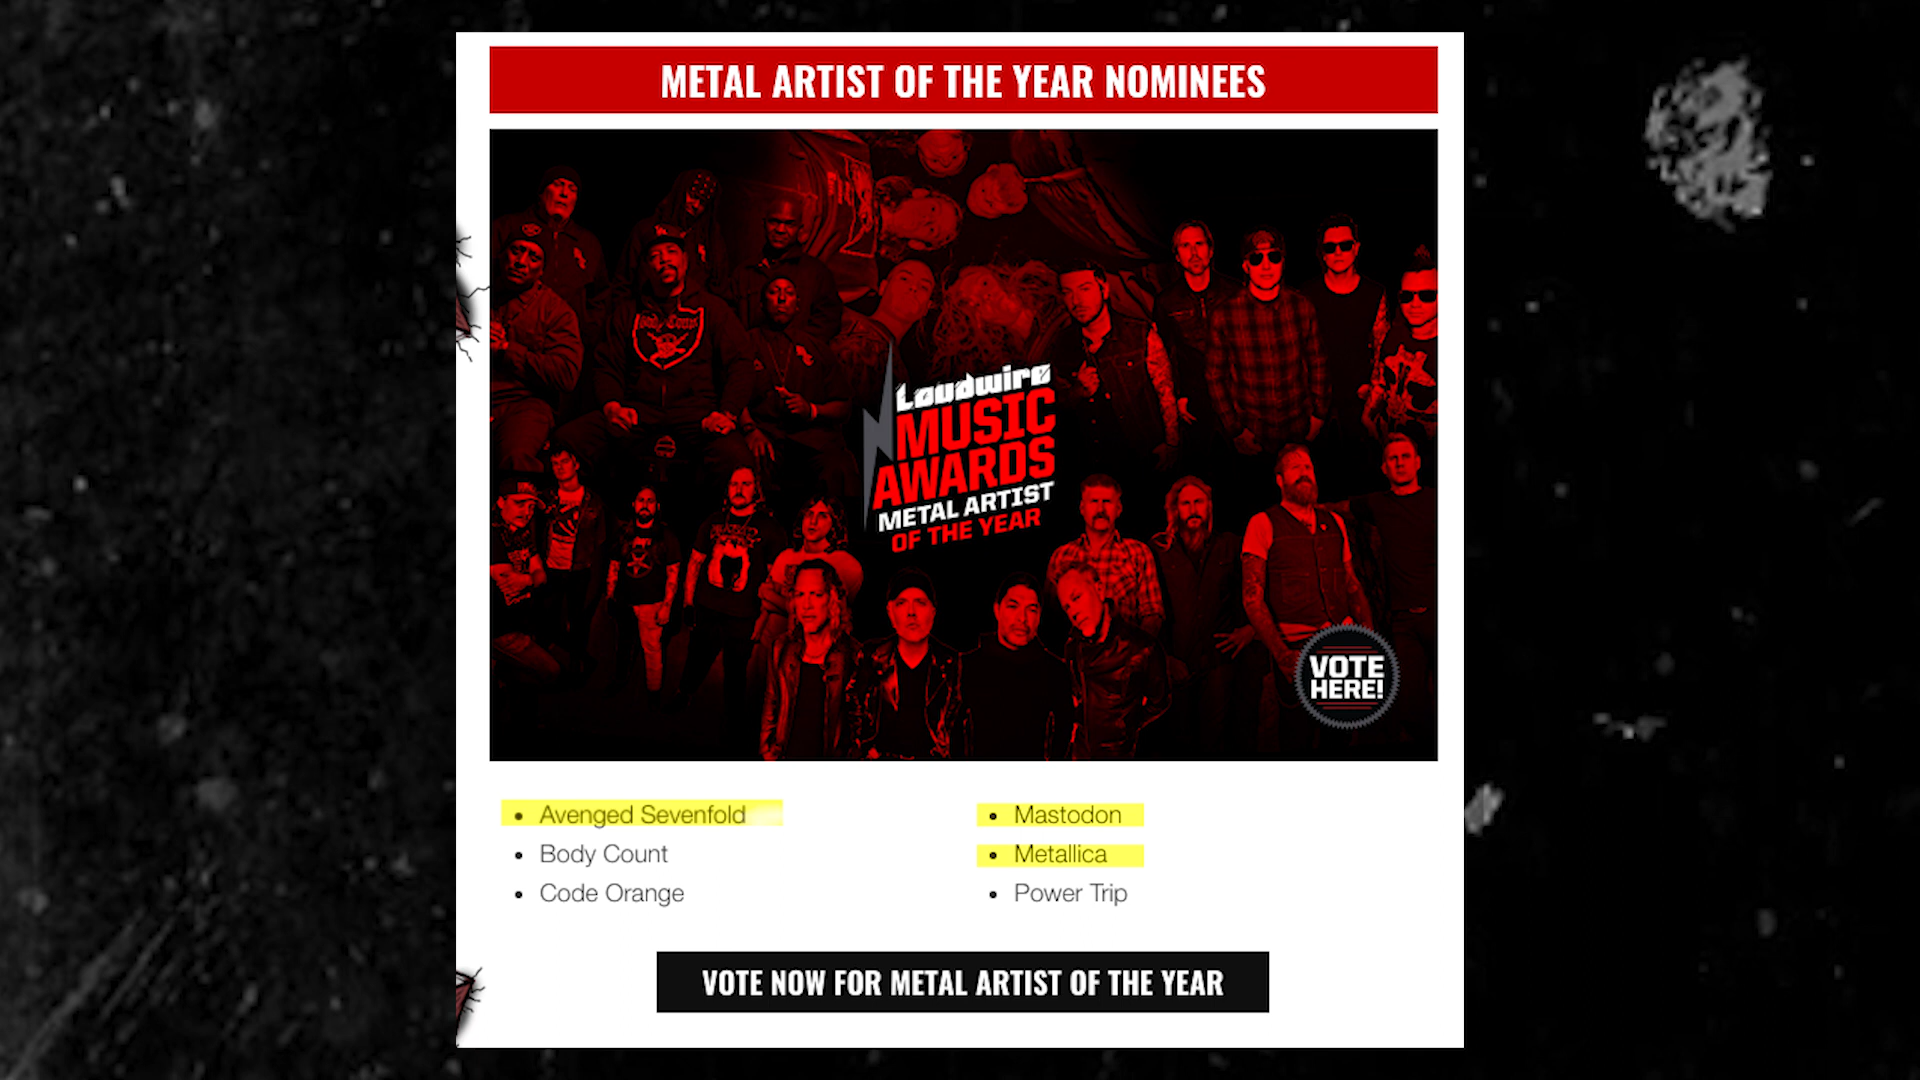 METAL ARTIST OF THE YEAR NOMINEES
Loudwire
MUSIC
AWARDS
METAL ARTIST
OF THE YEAR
VOTE
HERE!
Avenged Sevenfold
Body Count
Code Orange
Mastodon
Metallica
Power Trip
VOTE NOW FOR METAL ARTIST OF THE YEAR